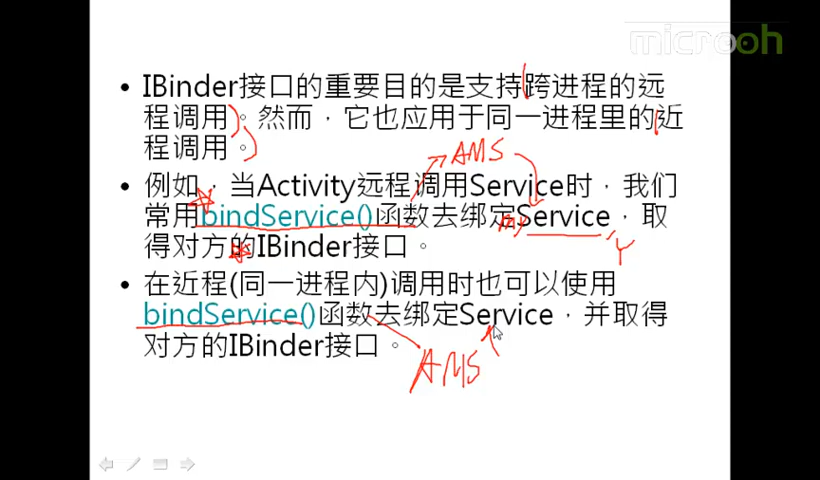 microoh
• IBinder接口的重要目的是支持跨进程的远
程调用。然而，它也应用于同一进程里的近
程调用。
AMS
• 例如，当Activity远程调用Service时，我们
常用bindService()函数去绑定Service，取
my
Y
得对方的IBinder接口。
• 在近程(同一进程内)调用时也可以使用
bindService()函数去绑定Service，并取得
对方的IBinder接口。
AMS